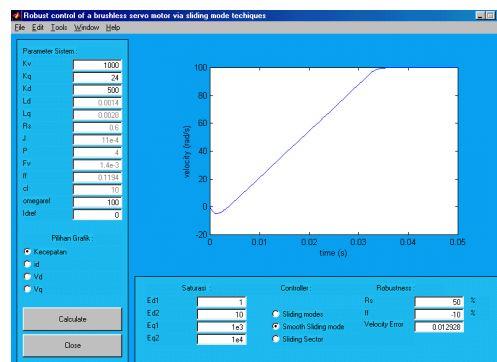 Robust control of a brushless servo motor via sliding mode techiques
File Edit Tools Window Help
Parameter Sistem :
Kv 1000
Kq 24
Kd 500
Ld 0.0014
Lq 0.0028
Rs 0.6
J 11e-4
P 4
Fv 1.4e-3
ff 0.1194
cl 10
omegaref 100
Idref 0
Pilihan Grafik :
Kecepatan
id
Vd
Vq
Calculate
Close
100
80
60
40
20
0
-20
velocity (rad/s)
0 0.01 0.02 0.03 0.04 0.05
time (s)
Saturasi :
Ed1 1
Ed2 10
Eq1 1e3
Eq2 1e4
Controller :
Sliding modes
Smooth Sliding mode
Sliding Sector
Robustness :
Rs 50 %
ff -10 %
Velocity Error 0.012928